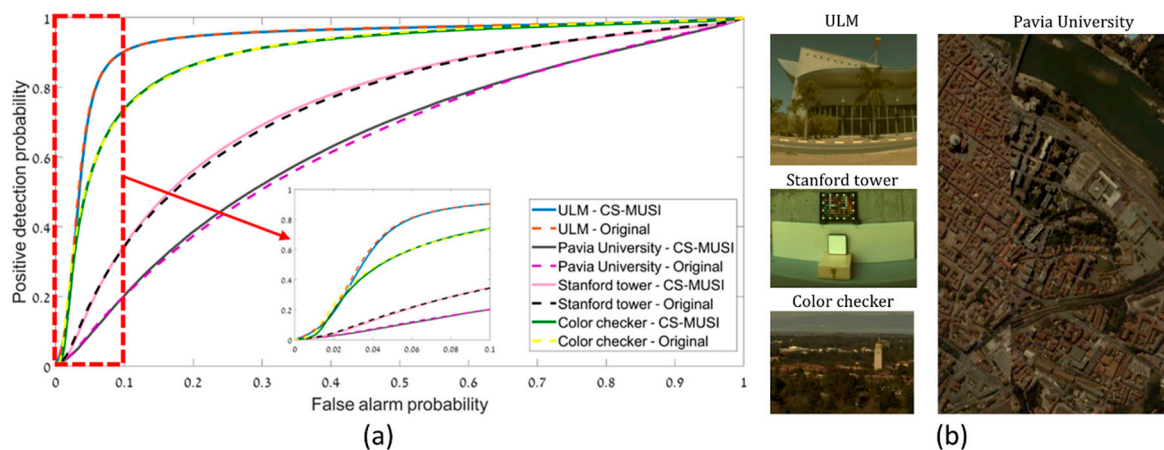 Positive detection probability
1
0.8
0.6
0.4
0.2
0
0 0.1 0.2 0.3 0.4 0.5 0.6 0.7 0.8 0.9 1
False alarm probability
1
0.8
0.6
0.4
0.2
0
0 0.02 0.04 0.06 0.08 0.1
ULM - CS-MUSI
ULM - Original
Pavia University - CS-MUSI
Pavia University - Original
Stanford tower - CS-MUSI
Stanford tower - Original
Color checker - CS-MUSI
Color checker - Original
(a)
ULM
Stanford tower
Color checker
Pavia University
(b)